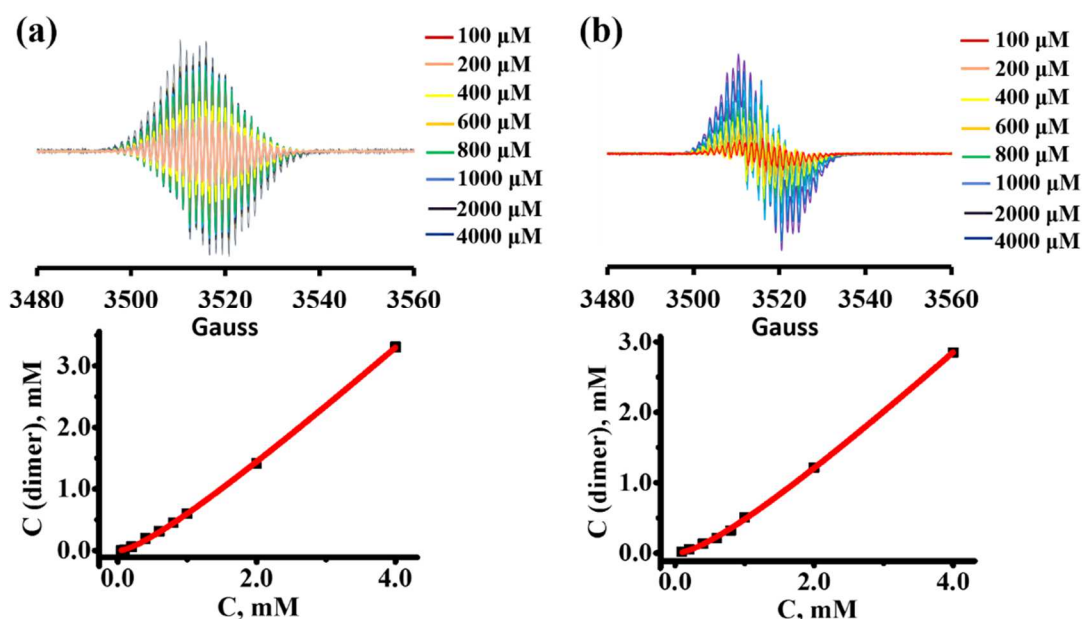 (a)
100 µM
200 µM
400 µM
600 µM
800 µM
1000 µM
2000 µM
4000 µM
3480 3500 3520 3540 3560
Gauss
(b)
100 µM
200 µM
400 µM
600 µM
800 µM
1000 µM
2000 µM
4000 µM
3480 3500 3520 3540 3560
Gauss
C (dimer), mM
3.0
2.0
1.0
0.0
0.0 2.0 4.0
C, mM
C (dimer), mM
3.0
2.0
1.0
0.0
0.0 2.0 4.0
C, mM